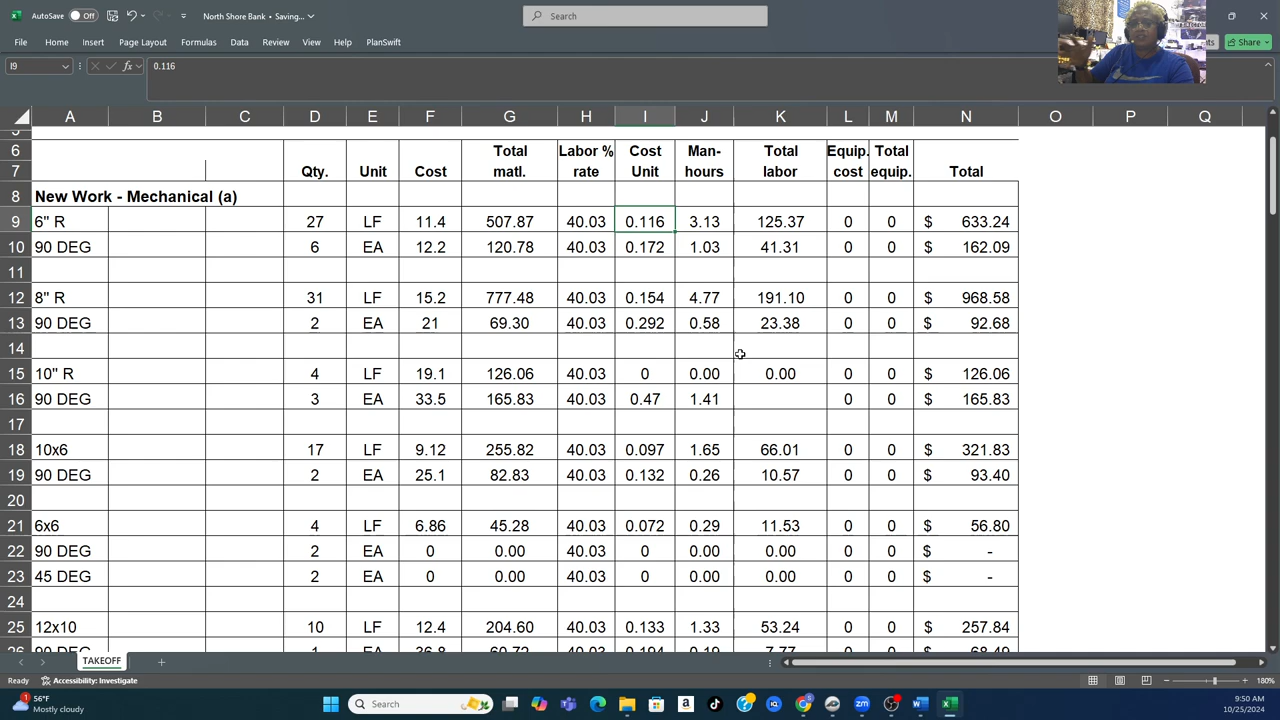 AutoSave Off North Shore Bank • Saving... Search
File Home Insert Page Layout Formulas Data Review View Help PlanSwift Share
I9 fx 0.116
A B C D E F G H I J K L M N O P Q
6 Total Labor % Cost Man- Total Equip. Total
7 Qty. Unit Cost matl. rate Unit hours labor cost equip. Total
8 New Work - Mechanical (a)
9 6" R 27 LF 11.4 507.87 40.03 0.116 3.13 125.37 0 0 $ 633.24
10 90 DEG 6 EA 12.2 120.78 40.03 0.172 1.03 41.31 0 0 $ 162.09
11
12 8" R 31 LF 15.2 777.48 40.03 0.154 4.77 191.10 0 0 $ 968.58
13 90 DEG 2 EA 21 69.30 40.03 0.292 0.58 23.38 0 0 $ 92.68
14
15 10" R 4 LF 19.1 126.06 40.03 0 0.00 0.00 0 0 $ 126.06
16 90 DEG 3 EA 33.5 165.83 40.03 0.47 1.41 0 0 $ 165.83
17
18 10x6 17 LF 9.12 255.82 40.03 0.097 1.65 66.01 0 0 $ 321.83
19 90 DEG 2 EA 25.1 82.83 40.03 0.132 0.26 10.57 0 0 $ 93.40
20
21 6x6 4 LF 6.86 45.28 40.03 0.072 0.29 11.53 0 0 $ 56.80
22 90 DEG 2 EA 0 0.00 40.03 0 0.00 0.00 0 0 $ -
23 45 DEG 2 EA 0 0.00 40.03 0 0.00 0.00 0 0 $ -
24
25 12x10 10 LF 12.4 204.60 40.03 0.133 1.33 53.24 0 0 $ 257.84
TAKEOFF
Ready Accessibility: Investigate 180%
56°F Search 9:50 AM
Mostly cloudy 10/25/2024